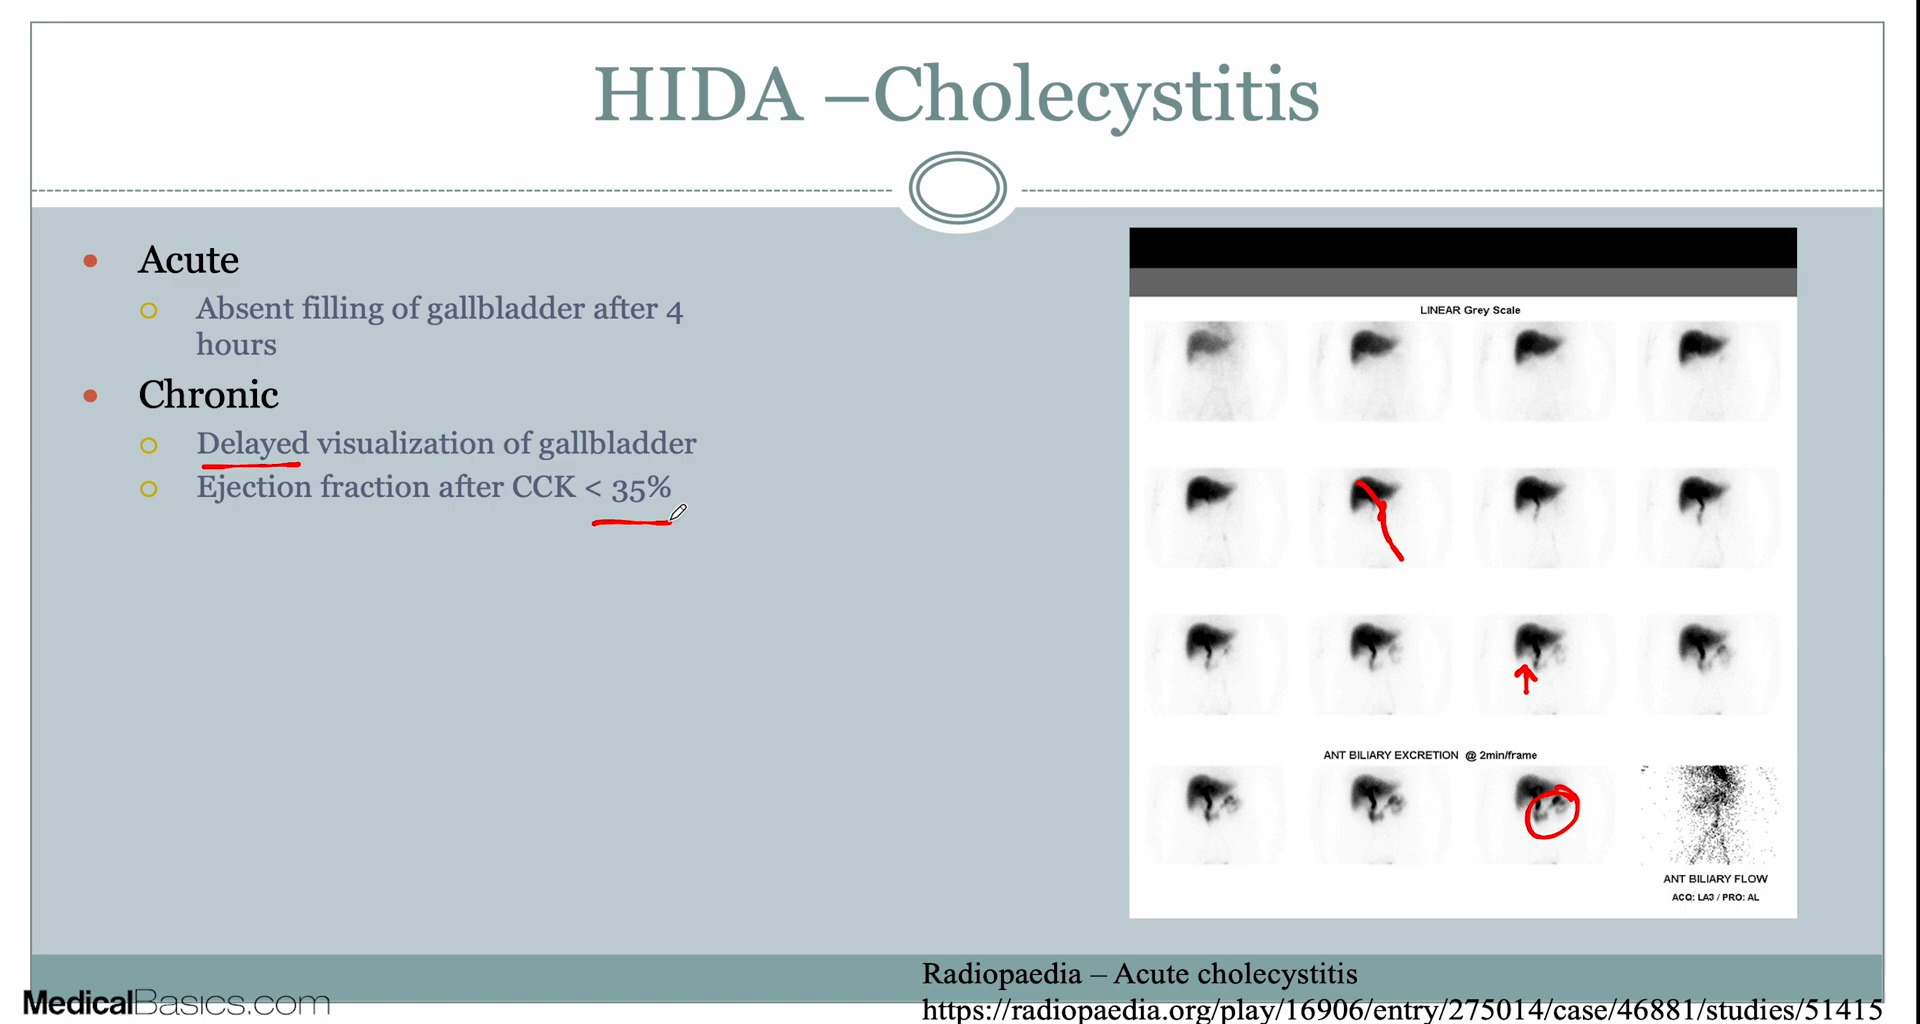 HIDA –Cholecystitis
Acute
Absent filling of gallbladder after 4
hours
Chronic
Delayed visualization of gallbladder
Ejection fraction after CCK < 35%
LINEAR Grey Scale
ANT BILIARY EXCRETION @ 2min/frame
ANT BILIARY FLOW
ACQ: LA3 / PRO: AL
Radiopaedia – Acute cholecystitis
https://radiopaedia.org/play/16906/entry/275014/case/46881/studies/51415
MedicalBasics.com